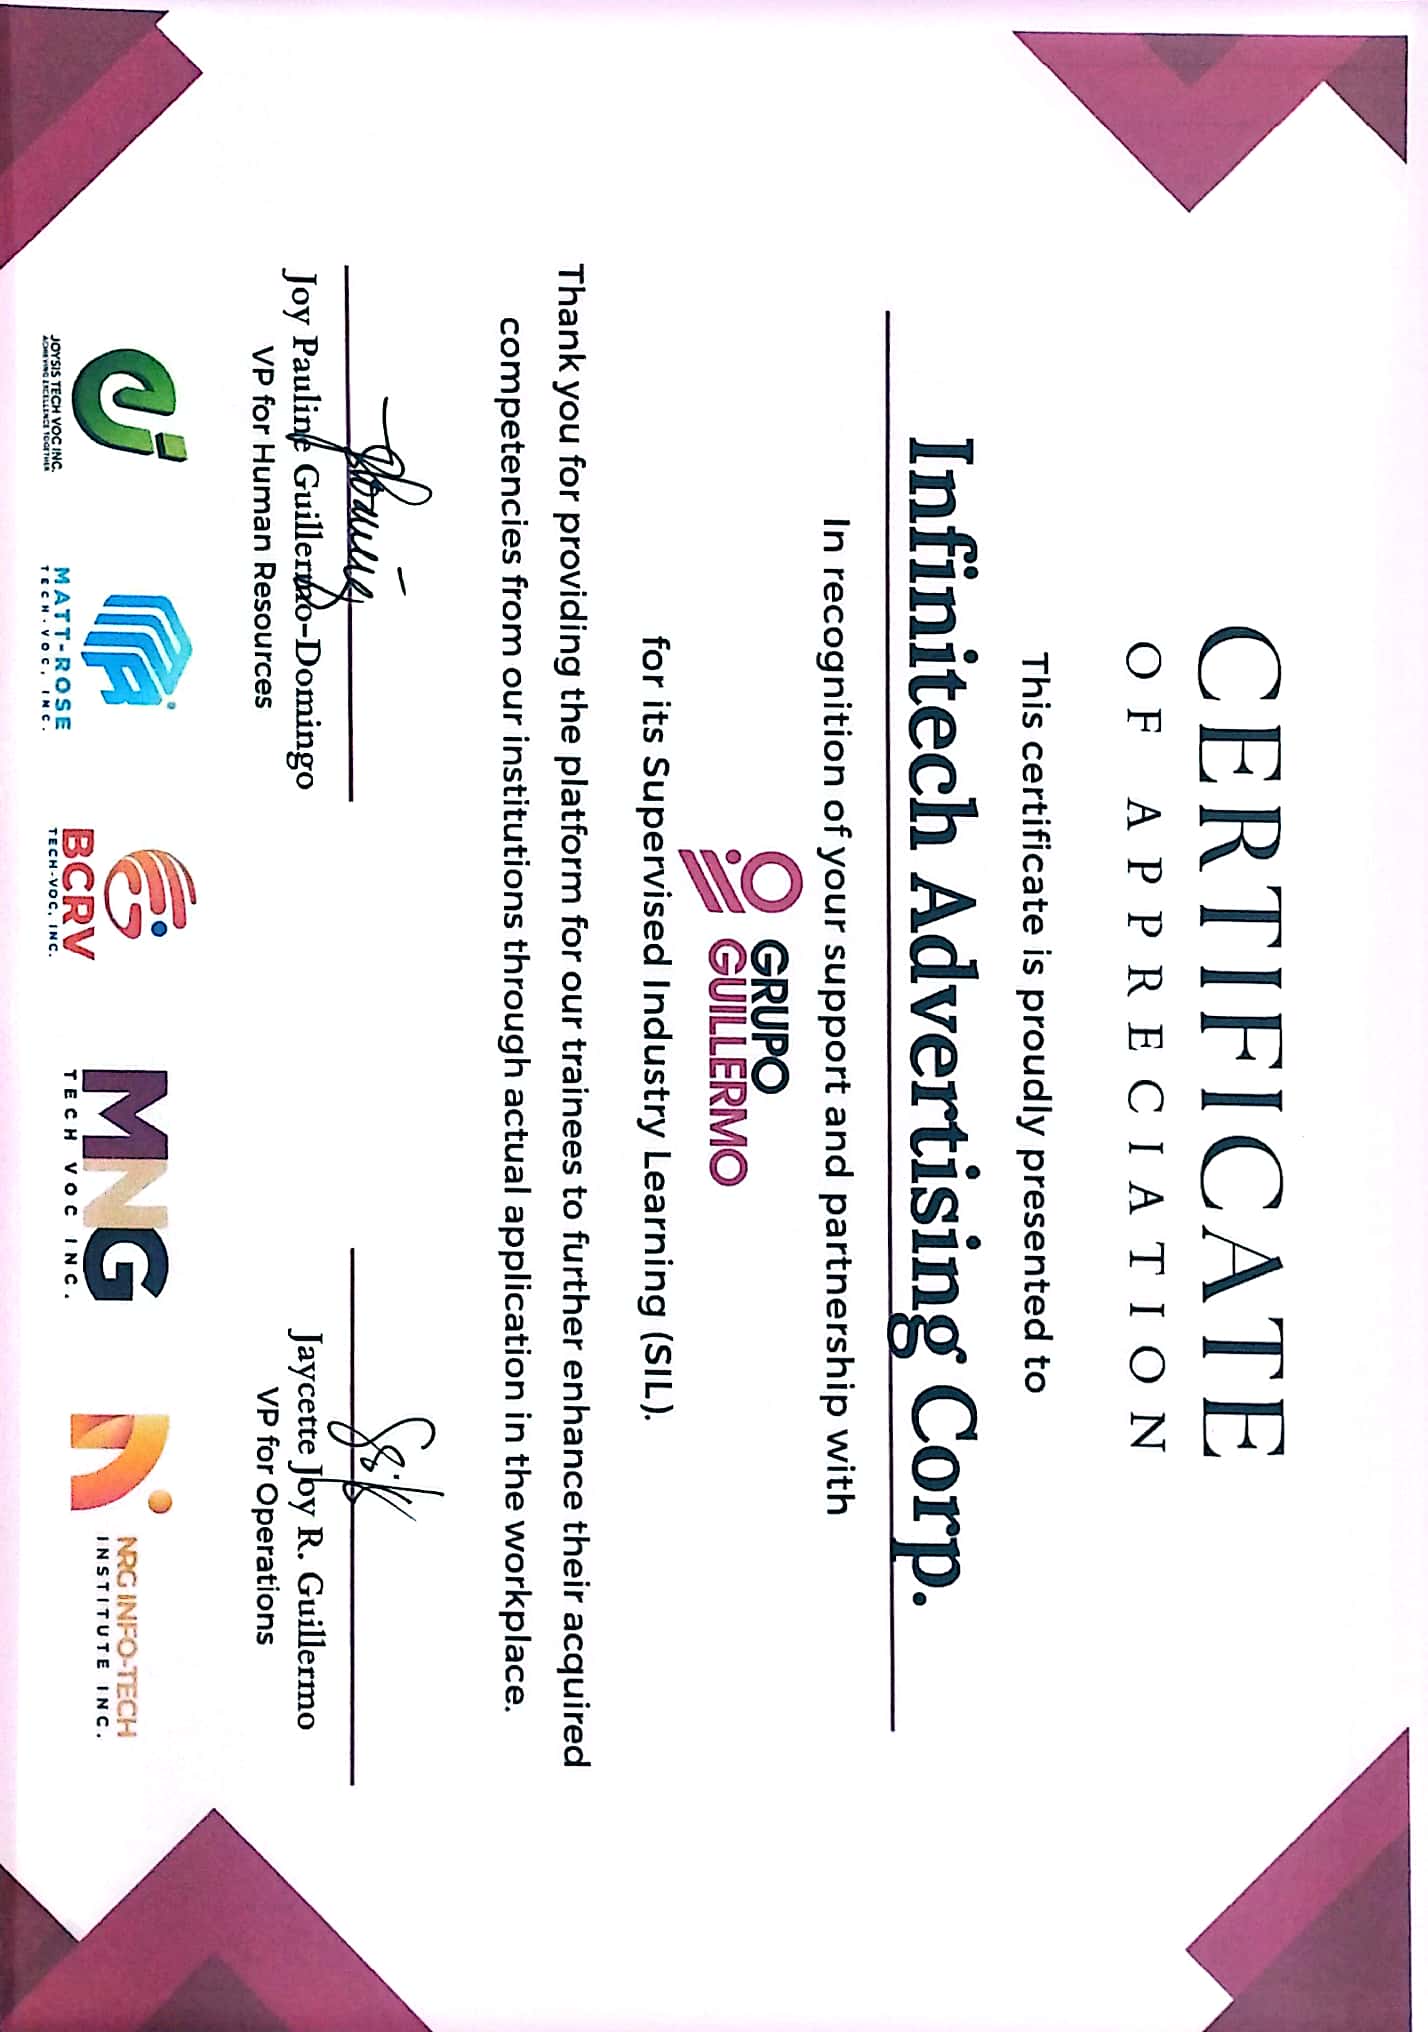 CERTIFICATE
OF APPRECIATION
This certificate is proudly presented to
Infinitech Advertising Corp.
In recognition of your support and partnership with
GRUPO
GUILLERMO
for its Supervised Industry Learning (SIL).
Thank you for providing the platform for our trainees to further enhance their acquired
competencies from our institutions through actual application in the workplace.
Joy Pauline Guillermo-Domingo
VP for Human Resources
Jaycette Joy R. Guillermo
VP for Operations
JOYSIS TECH VOC INC.
ACHIEVING EXCELLENCE TOGETHER
MATT-ROSE
TECH-VOC, INC.
BCRV
TECH-VOC, INC.
MNG
TECH VOC INC.
NRG INFO-TECH
INSTITUTE INC.